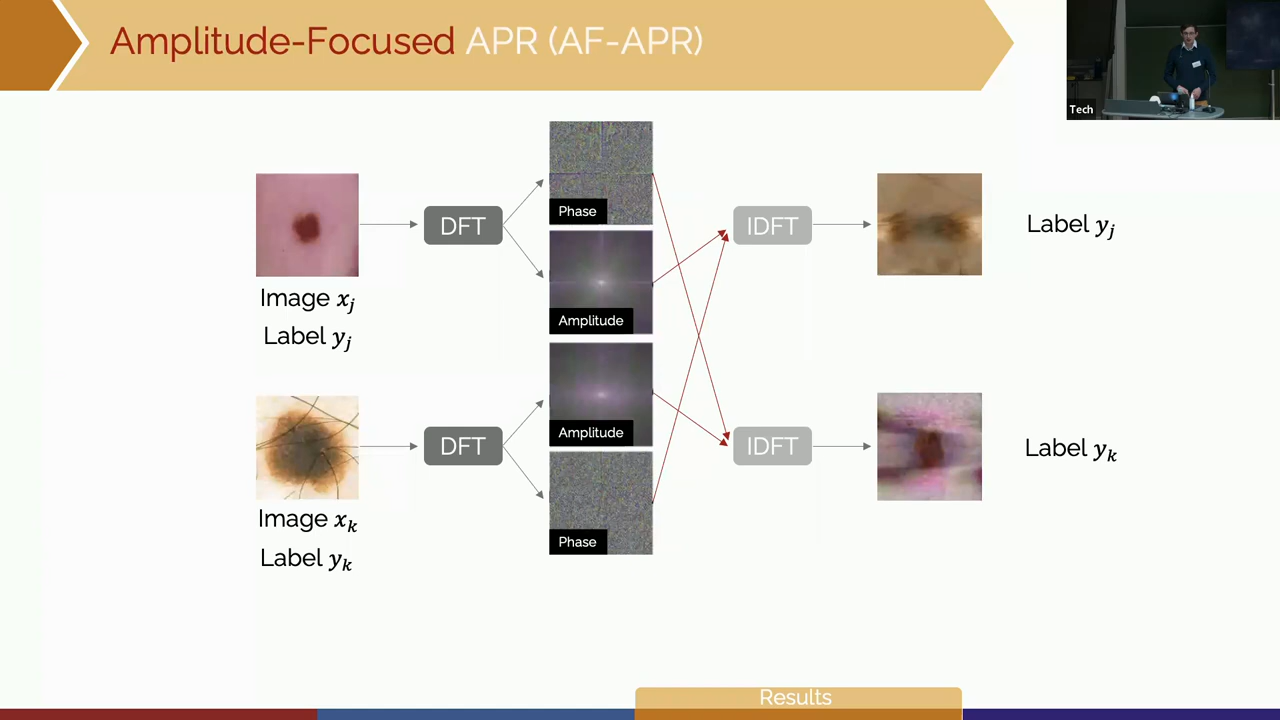 Amplitude-Focused APR (AF-APR)
Tech
Phase
DFT
IDFT
Label yⱼ
Amplitude
Image xⱼ
Label yⱼ
Amplitude
DFT
IDFT
Label yₖ
Image xₖ
Label yₖ
Phase
Results